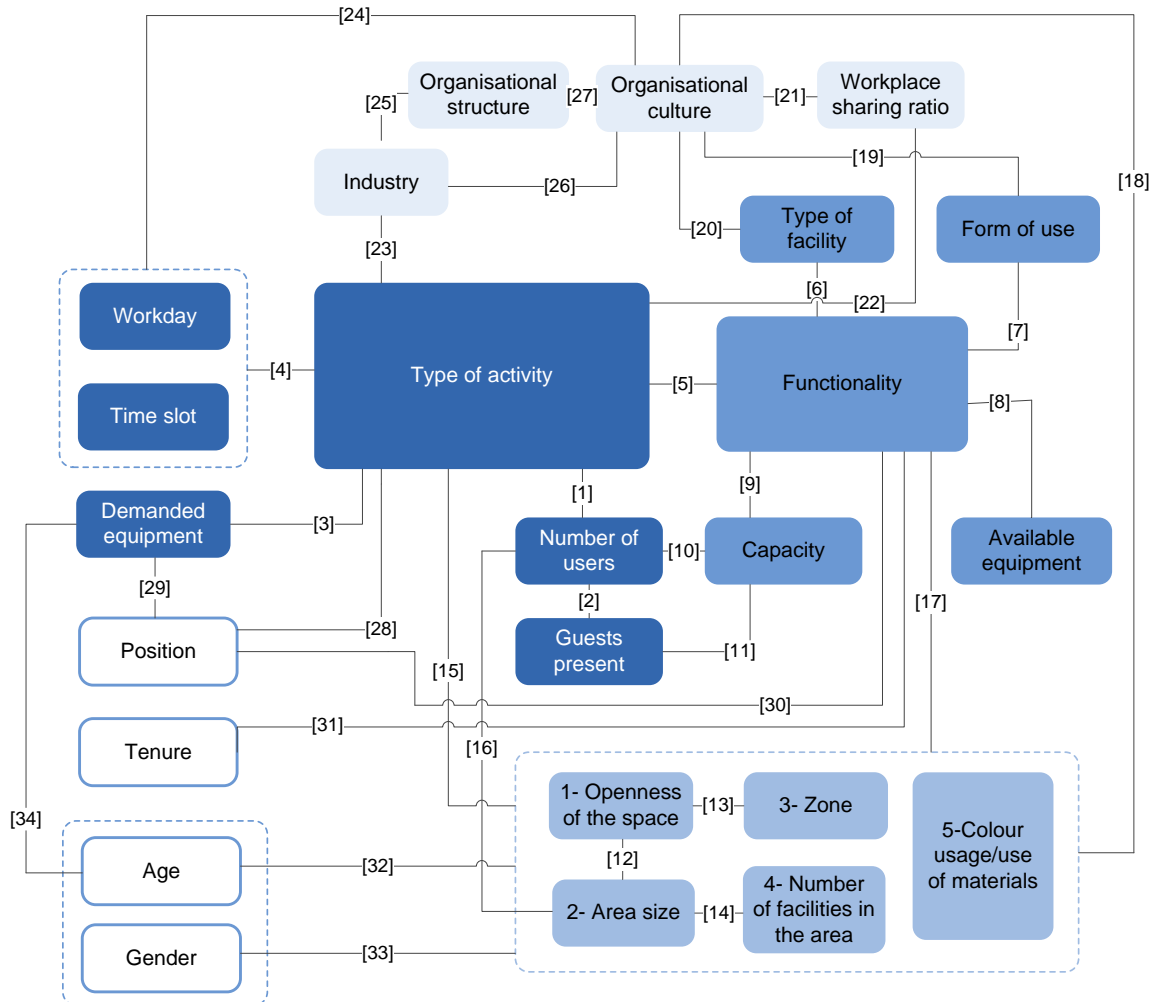 [24]
Organisational
structure
[27]
Organisational
culture
[21]
Workplace
sharing ratio
[25]
[19]
[18]
Industry
[26]
[20]
Type of
facility
Form of use
[23]
[6]
[22]
[7]
Workday
[4]
Type of activity
[5]
Functionality
[8]
Time slot
[1]
[9]
Demanded
equipment
[3]
Number of
users
[10]
Capacity
Available
equipment
[29]
[2]
[17]
Position
[28]
Guests
present
[11]
[15]
[30]
Tenure
[31]
[16]
[34]
1- Openness
of the space
[13]
3- Zone
5-Colour
usage/use
of materials
Age
[32]
[12]
2- Area size
[14]
4- Number
of facilities in
the area
Gender
[33]